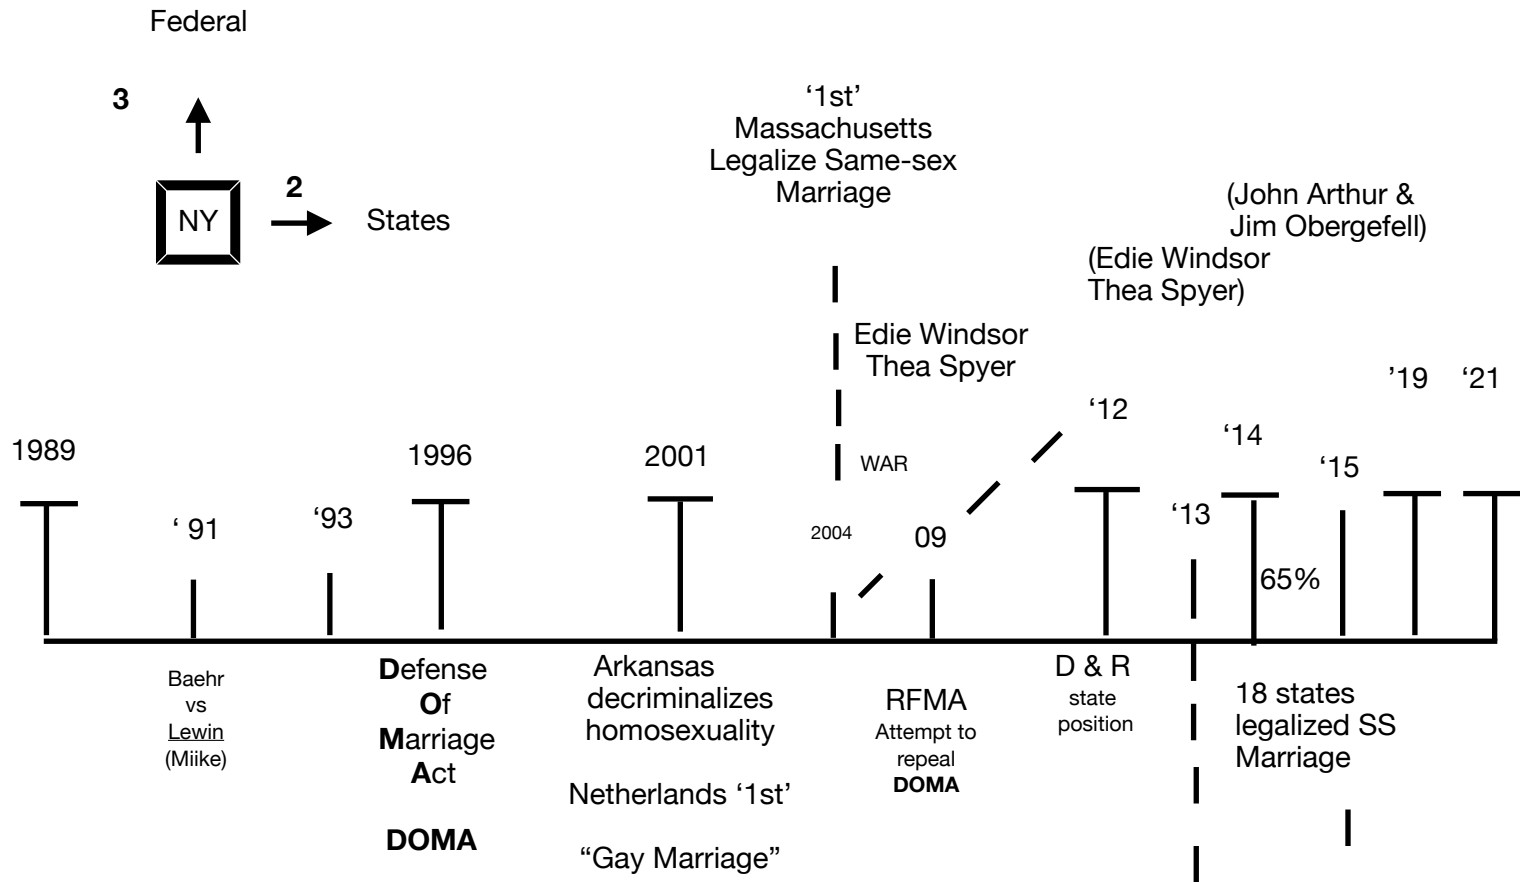 Federal
3
NY
2
States
‘1st’
Massachusetts
Legalize Same-sex
Marriage
(John Arthur &
Jim Obergefell)
(Edie Windsor
Thea Spyer)
Edie Windsor
Thea Spyer
1989
‘ 91
‘93
1996
2001
WAR
2004
09
‘12
‘13
‘14
65%
‘15
’19
‘21
Baehr
vs
Lewin
(Miike)
Defense
Of
Marriage
Act
DOMA
Arkansas
decriminalizes
homosexuality
Netherlands ‘1st’
“Gay Marriage”
RFMA
Attempt to
repeal
DOMA
D & R
state
position
18 states
legalized SS
Marriage